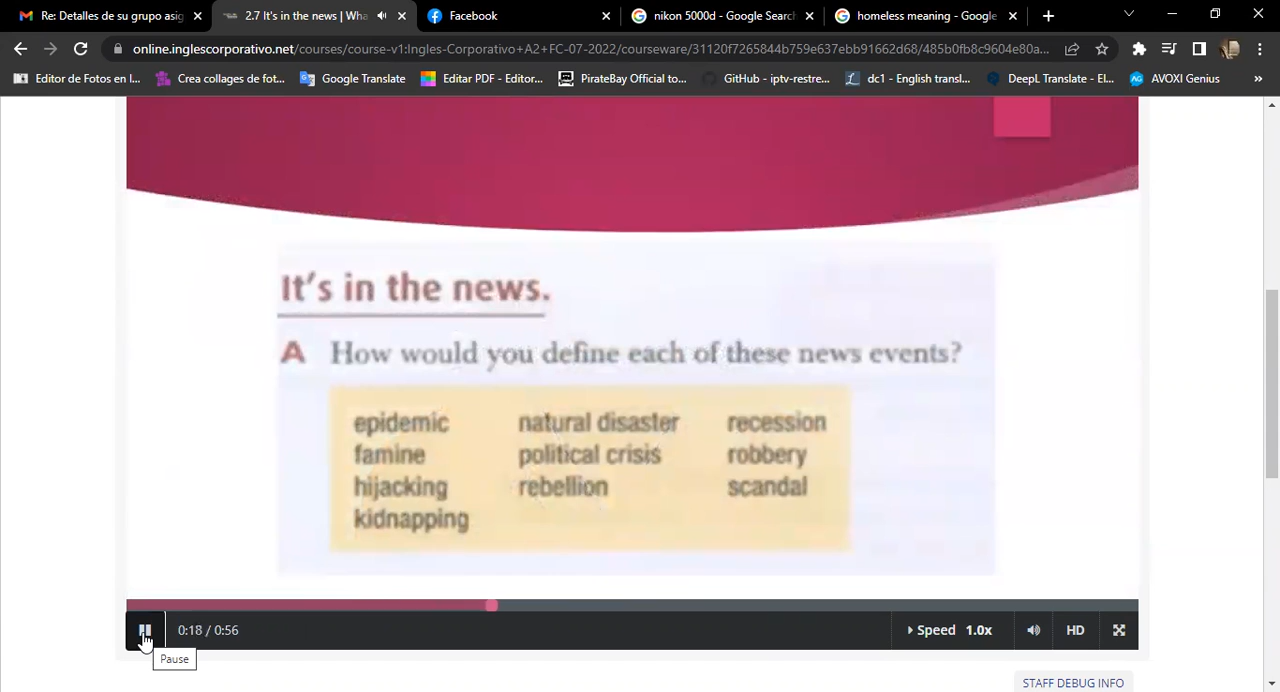 Re: Detalles de su grupo asig
2.7 It's in the news | Wha
Facebook
nikon 5000d - Google Search
homeless meaning - Google
online.inglescorporativo.net/courses/course-v1:Ingles-Corporativo+A2+FC-07-2022/courseware/31120f7265844b759e637ebb91662d68/485b0fb8c9604e80a...
Editor de Fotos en l...
Crea collages de fot...
Google Translate
Editar PDF - Editor...
PirateBay Official to...
GitHub - iptv-restre...
dc1 - English transl...
DeepL Translate - El...
AVOXI Genius
»
It's in the news.
A How would you define each of these news events?
epidemic natural disaster recession
famine political crisis robbery
hijacking rebellion scandal
kidnapping
0:18 / 0:56
Speed 1.0x
HD
Pause
STAFF DEBUG INFO